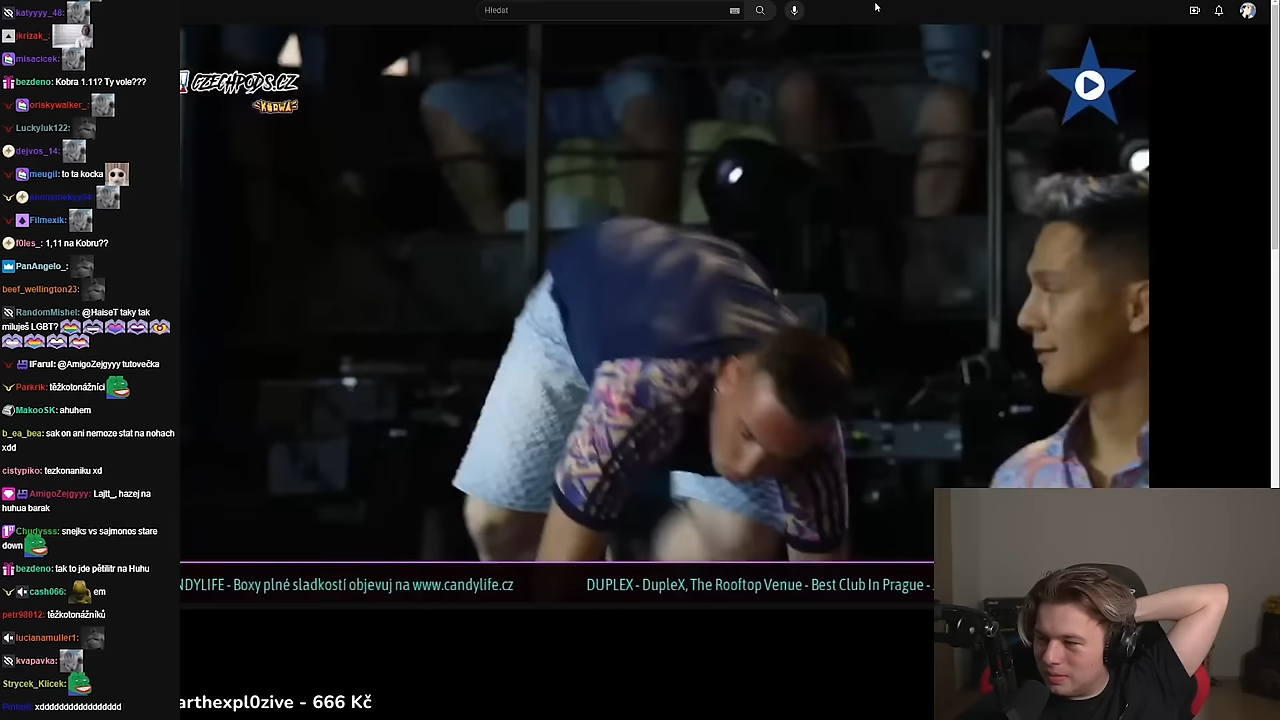 katyyyy_48:
Hledat
jkrizak_:
misacicek:
bezdeno: Kobra 1.11? Ty vole???
CZECHPODS.CZ
KOBWA
oriskywalker_:
Luckyluk122:
dejvos_14:
meugil: to ta kocka
Filmexik:
f0les_: 1,11 na Kobru??
PanAngelo_:
beef_wellington23:
RandomMishel: @HaiseT taky tak
miluješ LGBT?
IFarut: @AmigoZejgyyy tutovečka
Parkrik: těžkotonážníci
MakooSK: ahuhem
b_ea_bea: sak on ani nemoze stat na nohach
xdd
cistypiko: tezkonaniku xd
AmigoZejgyyy: Lajtt_, hazej na
huhua barak
Chudysss: snejks vs sajmonos stare
down
bezdeno: tak to jde pětilitr na Huhu
cash066: em
petr98012: těžkotonážníků
lucianamuller1:
kvapavka:
Strycek_Klicek:
xdddddddddddddddd
NDYLIFE - Boxy plné sladkostí objevuj na www.candylife.cz
DUPLEX - DupleX, The Rooftop Venue - Best Club In Prague -
arthexpl0zive - 666 Kč